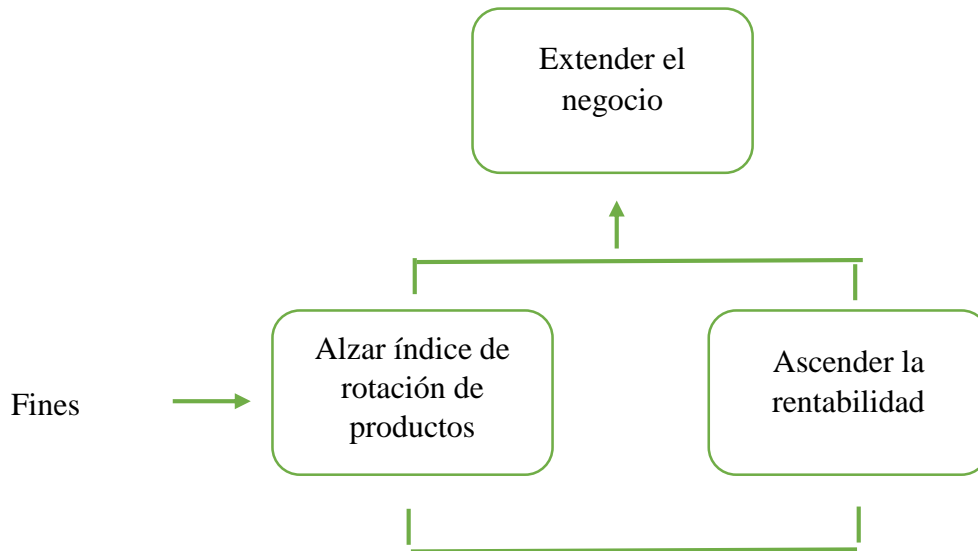 Extender el
negocio
Fines
Alzar índice de
rotación de
productos
Ascender la
rentabilidad